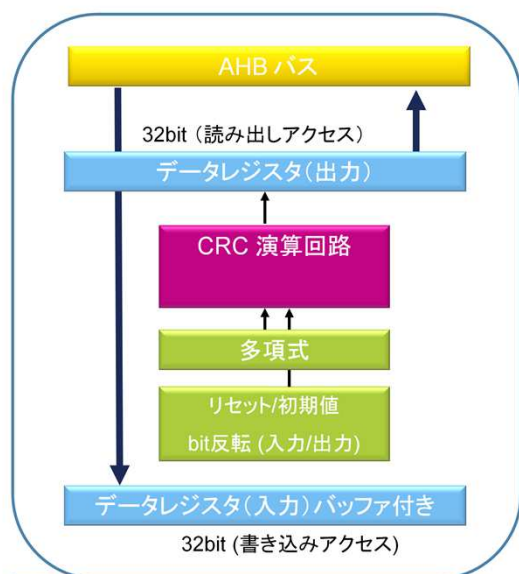 AHB バス
32bit（読み出しアクセス）
データレジスタ（出力）
CRC 演算回路
多項式
リセット/初期値
bit反転 (入力/出力)
データレジスタ（入力）バッファ付き
32bit (書き込みアクセス)